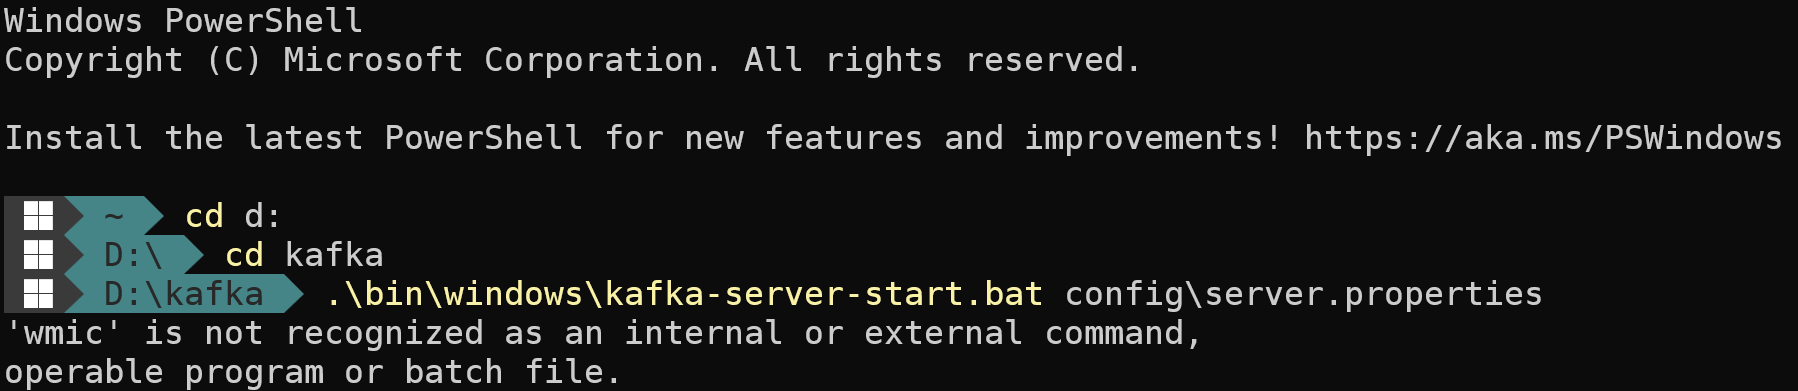 Windows PowerShell
Copyright (C) Microsoft Corporation. All rights reserved.
Install the latest PowerShell for new features and improvements! https://aka.ms/PSWindows
~ cd d:
D:\ cd kafka
D:\kafka .\bin\windows\kafka-server-start.bat config\server.properties
'wmic' is not recognized as an internal or external command,
operable program or batch file.